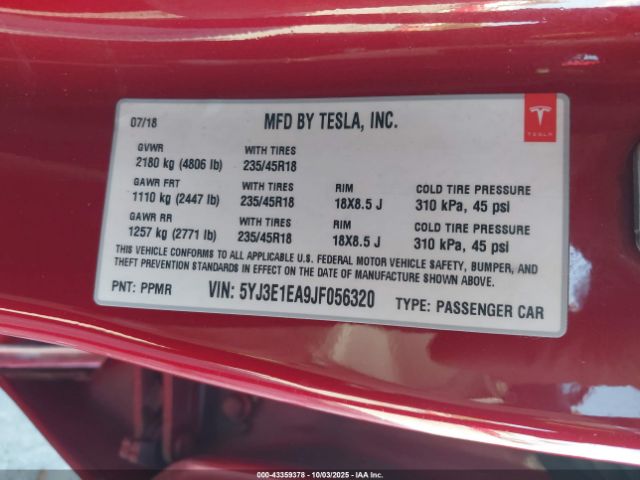 07/18 MFD BY TESLA, INC.
TESLA
GVWR WITH TIRES
2180 kg (4806 lb) 235/45R18
GAWR FRT WITH TIRES RIM COLD TIRE PRESSURE
1110 kg (2447 lb) 235/45R18 18X8.5 J 310 kPa, 45 psi
GAWR RR WITH TIRES RIM COLD TIRE PRESSURE
1257 kg (2771 lb) 235/45R18 18X8.5 J 310 kPa, 45 psi
THIS VEHICLE CONFORMS TO ALL APPLICABLE U.S. FEDERAL MOTOR VEHICLE SAFETY, BUMPER, AND
THEFT PREVENTION STANDARDS IN EFFECT ON THE DATE OF MANUFACTURE SHOWN ABOVE.
PNT: PPMR VIN: 5YJ3E1EA9JF056320 TYPE: PASSENGER CAR
000-43359378 - 10/03/2025 - IAA Inc.